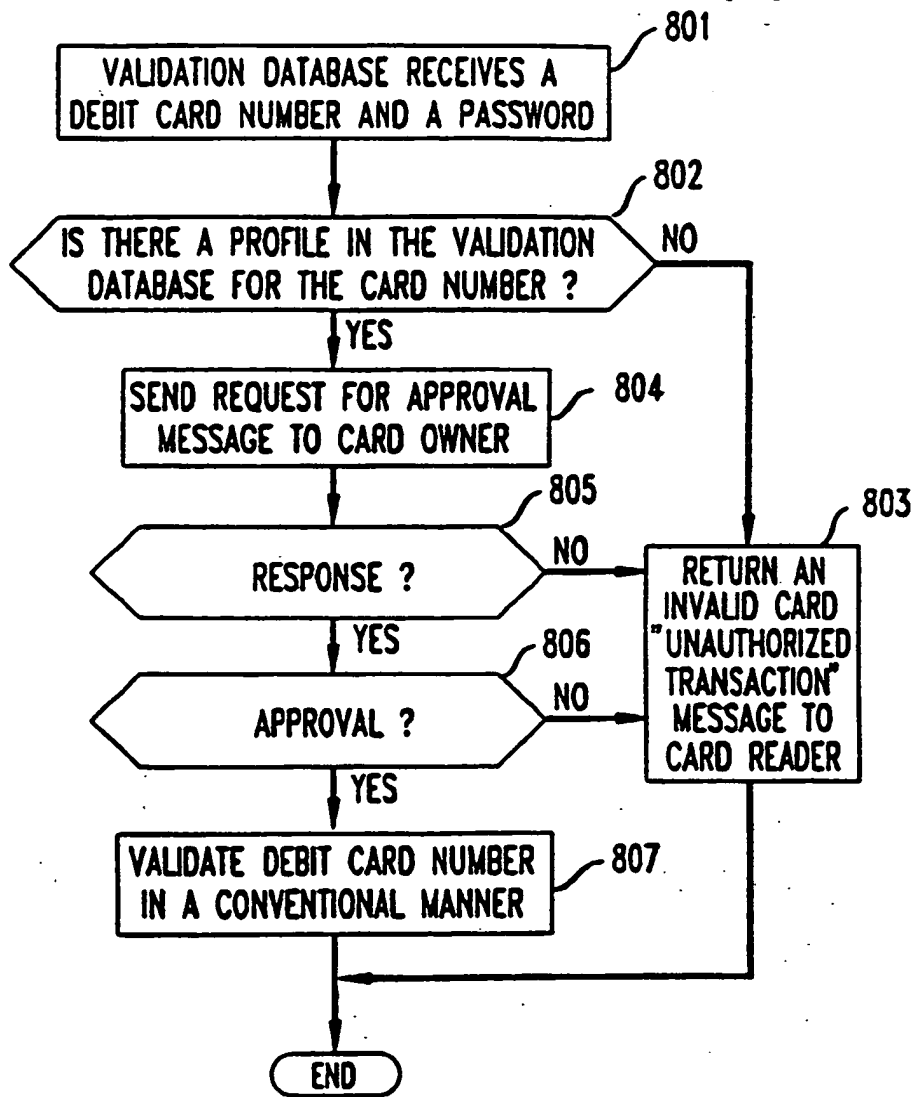 801
VALIDATION DATABASE RECEIVES A
DEBIT CARD NUMBER AND A PASSWORD
802
IS THERE A PROFILE IN THE VALIDATION
DATABASE FOR THE CARD NUMBER ?
NO
YES
804
SEND REQUEST FOR APPROVAL
MESSAGE TO CARD OWNER
805
RESPONSE ?
NO
YES
803
RETURN AN
INVALID CARD
"UNAUTHORIZED
TRANSACTION"
MESSAGE TO
CARD READER
806
APPROVAL ?
NO
YES
807
VALIDATE DEBIT CARD NUMBER
IN A CONVENTIONAL MANNER
END